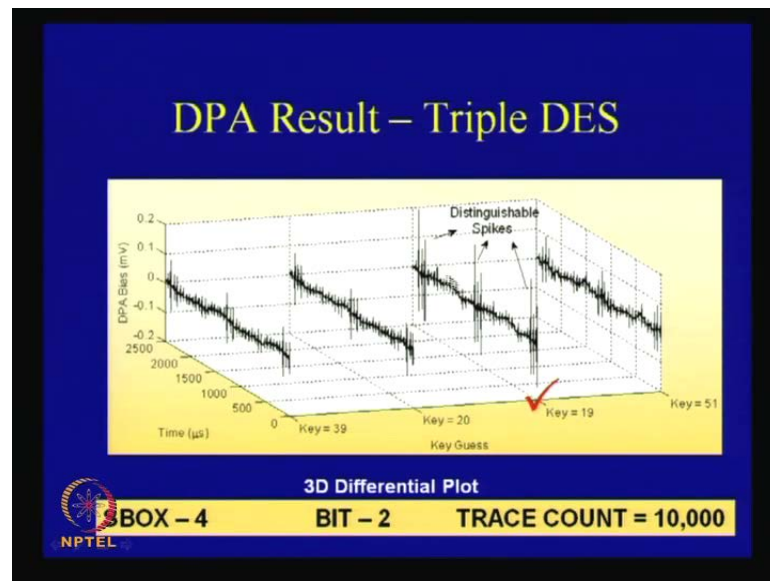 DPA Result – Triple DES
Distinguishable
Spikes
0.2
0.1
0
-0.1
-0.2
DPA Bias (mV)
2500
2000
1500
1000
500
0
Time (μs)
Key = 39
Key = 20
Key = 19
Key = 51
Key Guess
3D Differential Plot
SBOX – 4 BIT – 2 TRACE COUNT = 10,000
NPTEL